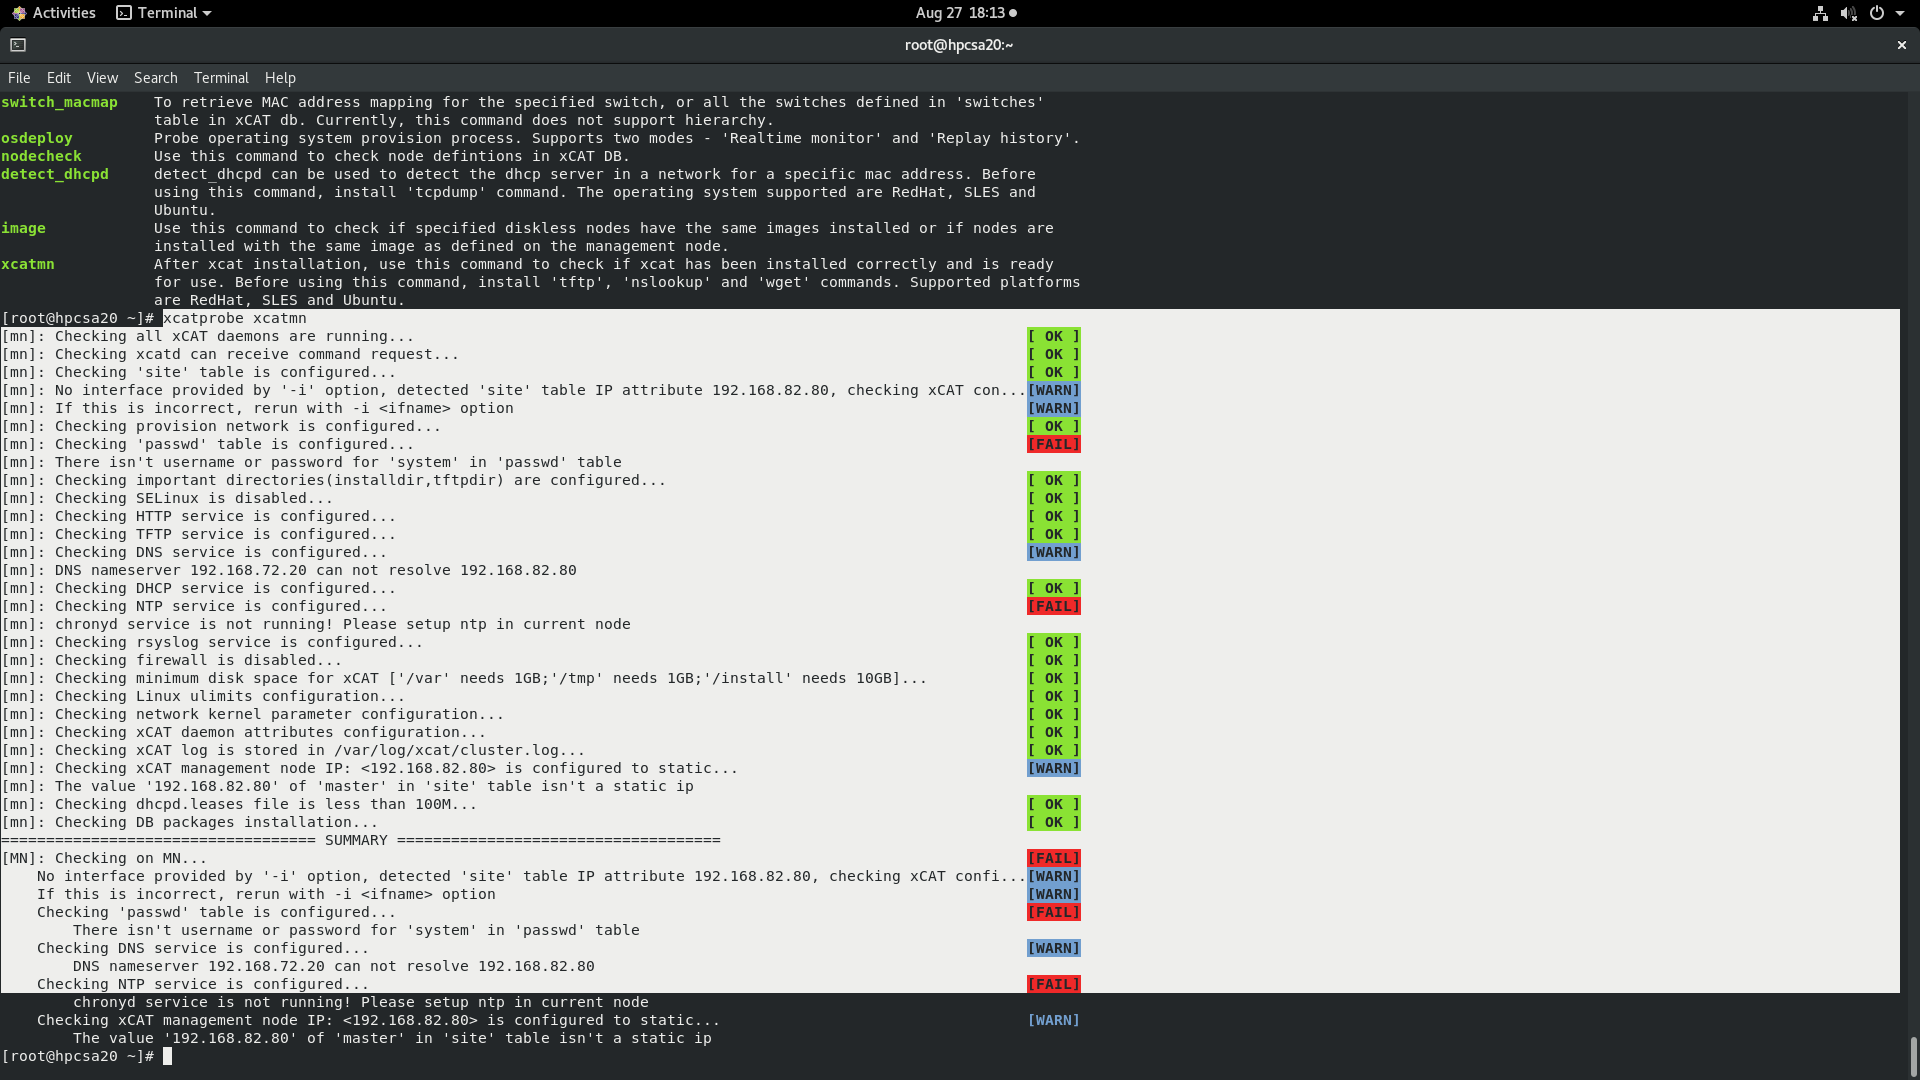 Activities Terminal Aug 27 18:13
root@hpcsa20:~
File Edit View Search Terminal Help
switch_macmap To retrieve MAC address mapping for the specified switch, or all the switches defined in 'switches'
table in xCAT db. Currently, this command does not support hierarchy.
osdeploy Probe operating system provision process. Supports two modes - 'Realtime monitor' and 'Replay history'.
nodecheck Use this command to check node defintions in xCAT DB.
detect_dhcpd detect_dhcpd can be used to detect the dhcp server in a network for a specific mac address. Before
using this command, install 'tcpdump' command. The operating system supported are RedHat, SLES and
Ubuntu.
image Use this command to check if specified diskless nodes have the same images installed or if nodes are
installed with the same image as defined on the management node.
xcatmn After xcat installation, use this command to check if xcat has been installed correctly and is ready
for use. Before using this command, install 'tftp', 'nslookup' and 'wget' commands. Supported platforms
are RedHat, SLES and Ubuntu.
[root@hpcsa20 ~]# xcatprobe xcatmn
[mn]: Checking all xCAT daemons are running... [ OK ]
[mn]: Checking xcatd can receive command request... [ OK ]
[mn]: Checking 'site' table is configured... [ OK ]
[mn]: No interface provided by '-i' option, detected 'site' table IP attribute 192.168.82.80, checking xCAT con...[WARN]
[mn]: If this is incorrect, rerun with -i <ifname> option [WARN]
[mn]: Checking provision network is configured... [ OK ]
[mn]: Checking 'passwd' table is configured... [FAIL]
[mn]: There isn't username or password for 'system' in 'passwd' table
[mn]: Checking important directories(installdir,tftpdir) are configured... [ OK ]
[mn]: Checking SELinux is disabled... [ OK ]
[mn]: Checking HTTP service is configured... [ OK ]
[mn]: Checking TFTP service is configured... [ OK ]
[mn]: Checking DNS service is configured... [WARN]
[mn]: DNS nameserver 192.168.72.20 can not resolve 192.168.82.80
[mn]: Checking DHCP service is configured... [ OK ]
[mn]: Checking NTP service is configured... [FAIL]
[mn]: chronyd service is not running! Please setup ntp in current node
[mn]: Checking rsyslog service is configured... [ OK ]
[mn]: Checking firewall is disabled... [ OK ]
[mn]: Checking minimum disk space for xCAT ['/var' needs 1GB;'/tmp' needs 1GB;'/install' needs 10GB]... [ OK ]
[mn]: Checking Linux ulimits configuration... [ OK ]
[mn]: Checking network kernel parameter configuration... [ OK ]
[mn]: Checking xCAT daemon attributes configuration... [ OK ]
[mn]: Checking xCAT log is stored in /var/log/xcat/cluster.log... [ OK ]
[mn]: Checking xCAT management node IP: <192.168.82.80> is configured to static... [WARN]
[mn]: The value '192.168.82.80' of 'master' in 'site' table isn't a static ip
[mn]: Checking dhcpd.leases file is less than 100M... [ OK ]
[mn]: Checking DB packages installation... [ OK ]
=================================== SUMMARY ====================================
[MN]: Checking on MN... [FAIL]
No interface provided by '-i' option, detected 'site' table IP attribute 192.168.82.80, checking xCAT confi...[WARN]
If this is incorrect, rerun with -i <ifname> option [WARN]
Checking 'passwd' table is configured... [FAIL]
There isn't username or password for 'system' in 'passwd' table
Checking DNS service is configured... [WARN]
DNS nameserver 192.168.72.20 can not resolve 192.168.82.80
Checking NTP service is configured... [FAIL]
chronyd service is not running! Please setup ntp in current node
Checking xCAT management node IP: <192.168.82.80> is configured to static... [WARN]
The value '192.168.82.80' of 'master' in 'site' table isn't a static ip
[root@hpcsa20 ~]#